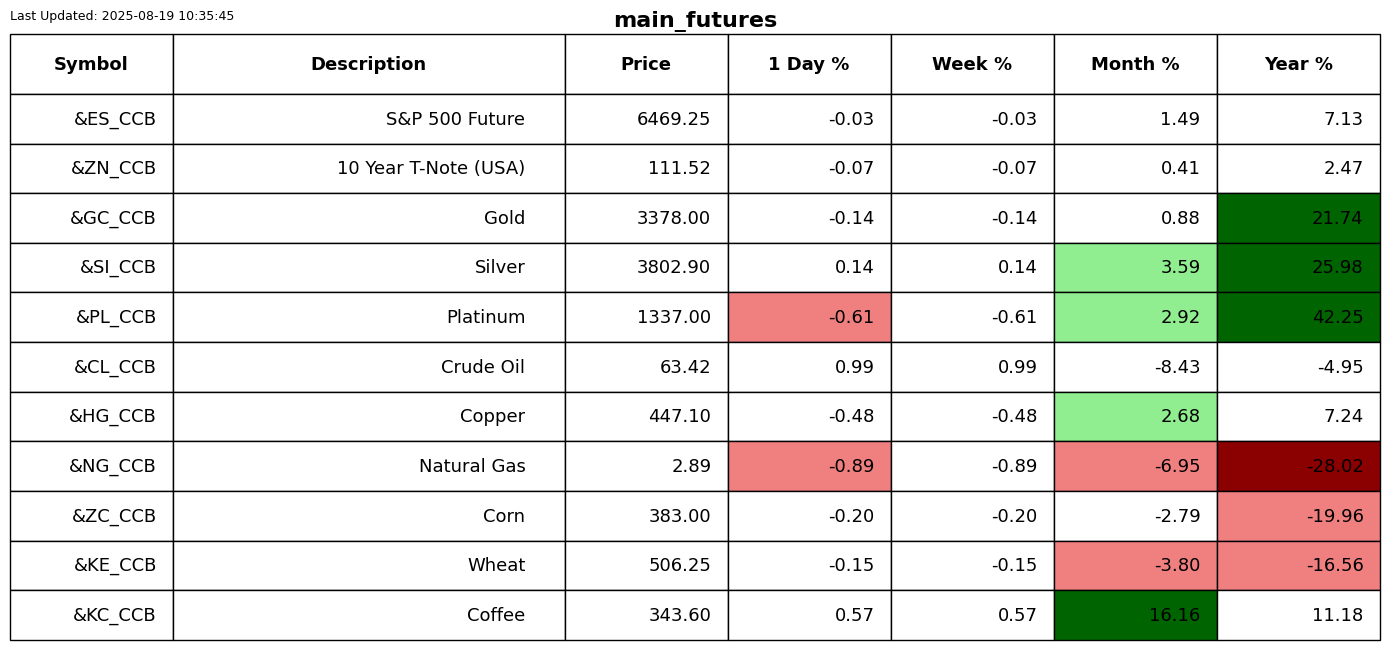 Last Updated: 2025-08-19 10:35:45
main_futures
Symbol Description Price 1 Day % Week % Month % Year %
&ES_CCB S&P 500 Future 6469.25 -0.03 -0.03 1.49 7.13
&ZN_CCB 10 Year T-Note (USA) 111.52 -0.07 -0.07 0.41 2.47
&GC_CCB Gold 3378.00 -0.14 -0.14 0.88 21.74
&SI_CCB Silver 3802.90 0.14 0.14 3.59 25.98
&PL_CCB Platinum 1337.00 -0.61 -0.61 2.92 42.25
&CL_CCB Crude Oil 63.42 0.99 0.99 -8.43 -4.95
&HG_CCB Copper 447.10 -0.48 -0.48 2.68 7.24
&NG_CCB Natural Gas 2.89 -0.89 -0.89 -6.95 -28.02
&ZC_CCB Corn 383.00 -0.20 -0.20 -2.79 -19.96
&KE_CCB Wheat 506.25 -0.15 -0.15 -3.80 -16.56
&KC_CCB Coffee 343.60 0.57 0.57 16.16 11.18